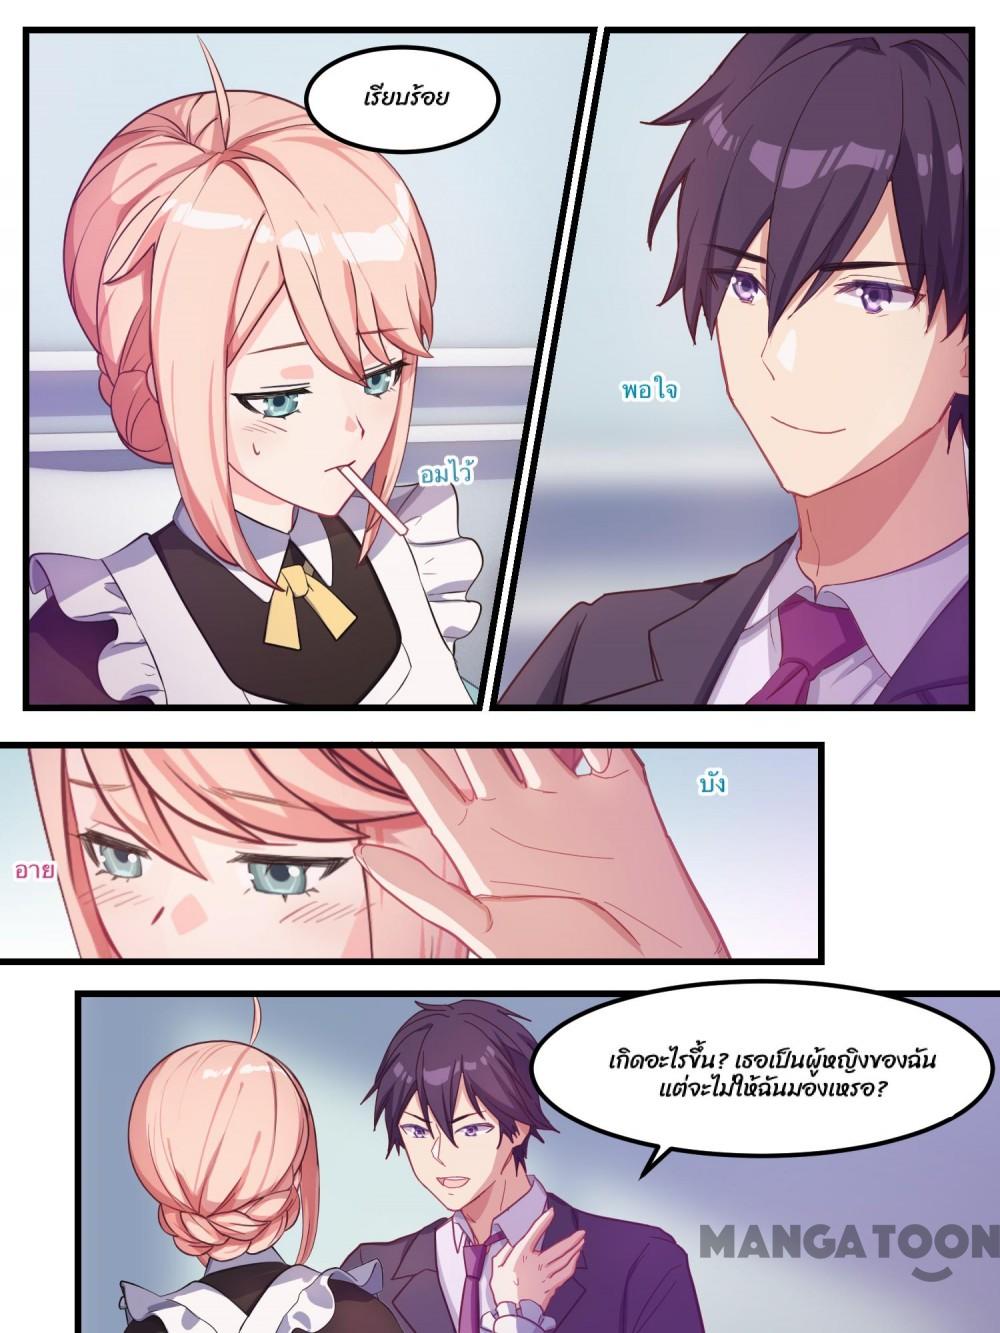 เรียบร้อย
อมไว้
พอใจ
บัง
อาย
เกิดอะไรขึ้น? เธอเป็นผู้หญิงของฉัน
แต่จะไม่ให้ฉันมองเหรอ?
MANGATOON